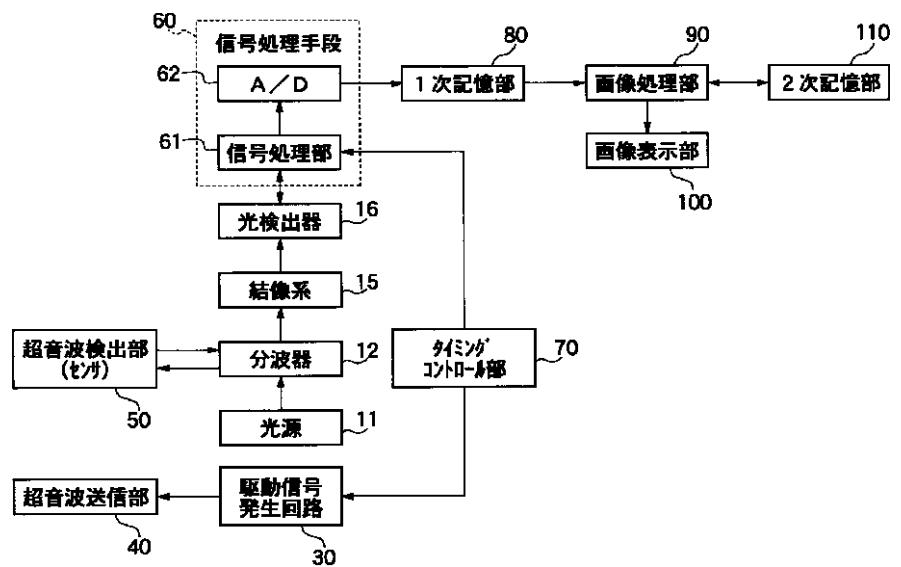 60
信号処理手段
62
A/D
80
1次記憶部
90
画像処理部
110
2次記憶部
61
信号処理部
画像表示部
100
16
光検出器
15
結像系
超音波検出部
(センサ)
50
12
分波器
タイミング
コントロール部
70
11
光源
超音波送信部
40
駆動信号
発生回路
30